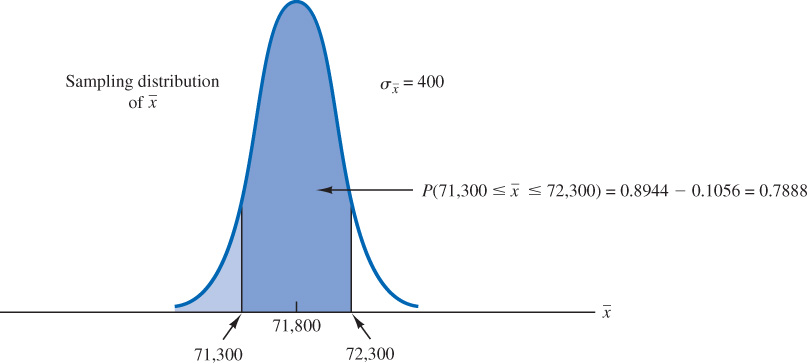 Sampling distribution
of x̄
σx̄ = 400
P(71,300 ≤ x̄ ≤ 72,300) = 0.8944 − 0.1056 = 0.7888
x̄
71,800
71,300
72,300